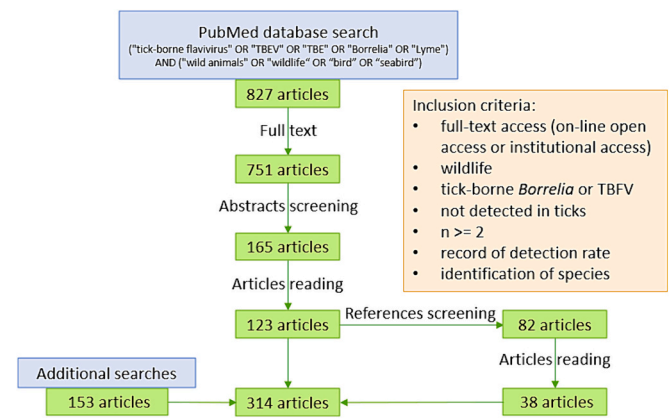 PubMed database search
("tick-borne flavivirus" OR "TBEV" OR "TBE" OR "Borrelia" OR "Lyme")
AND ("wild animals" OR "wildlife" OR "bird" OR "seabird")
827 articles
Full text
751 articles
Abstracts screening
165 articles
Articles reading
123 articles
References screening
82 articles
Articles reading
38 articles
Additional searches
153 articles
314 articles
Inclusion criteria:
• full-text access (on-line open
access or institutional access)
• wildlife
• tick-borne Borrelia or TBFV
• not detected in ticks
• n >= 2
• record of detection rate
• identification of species